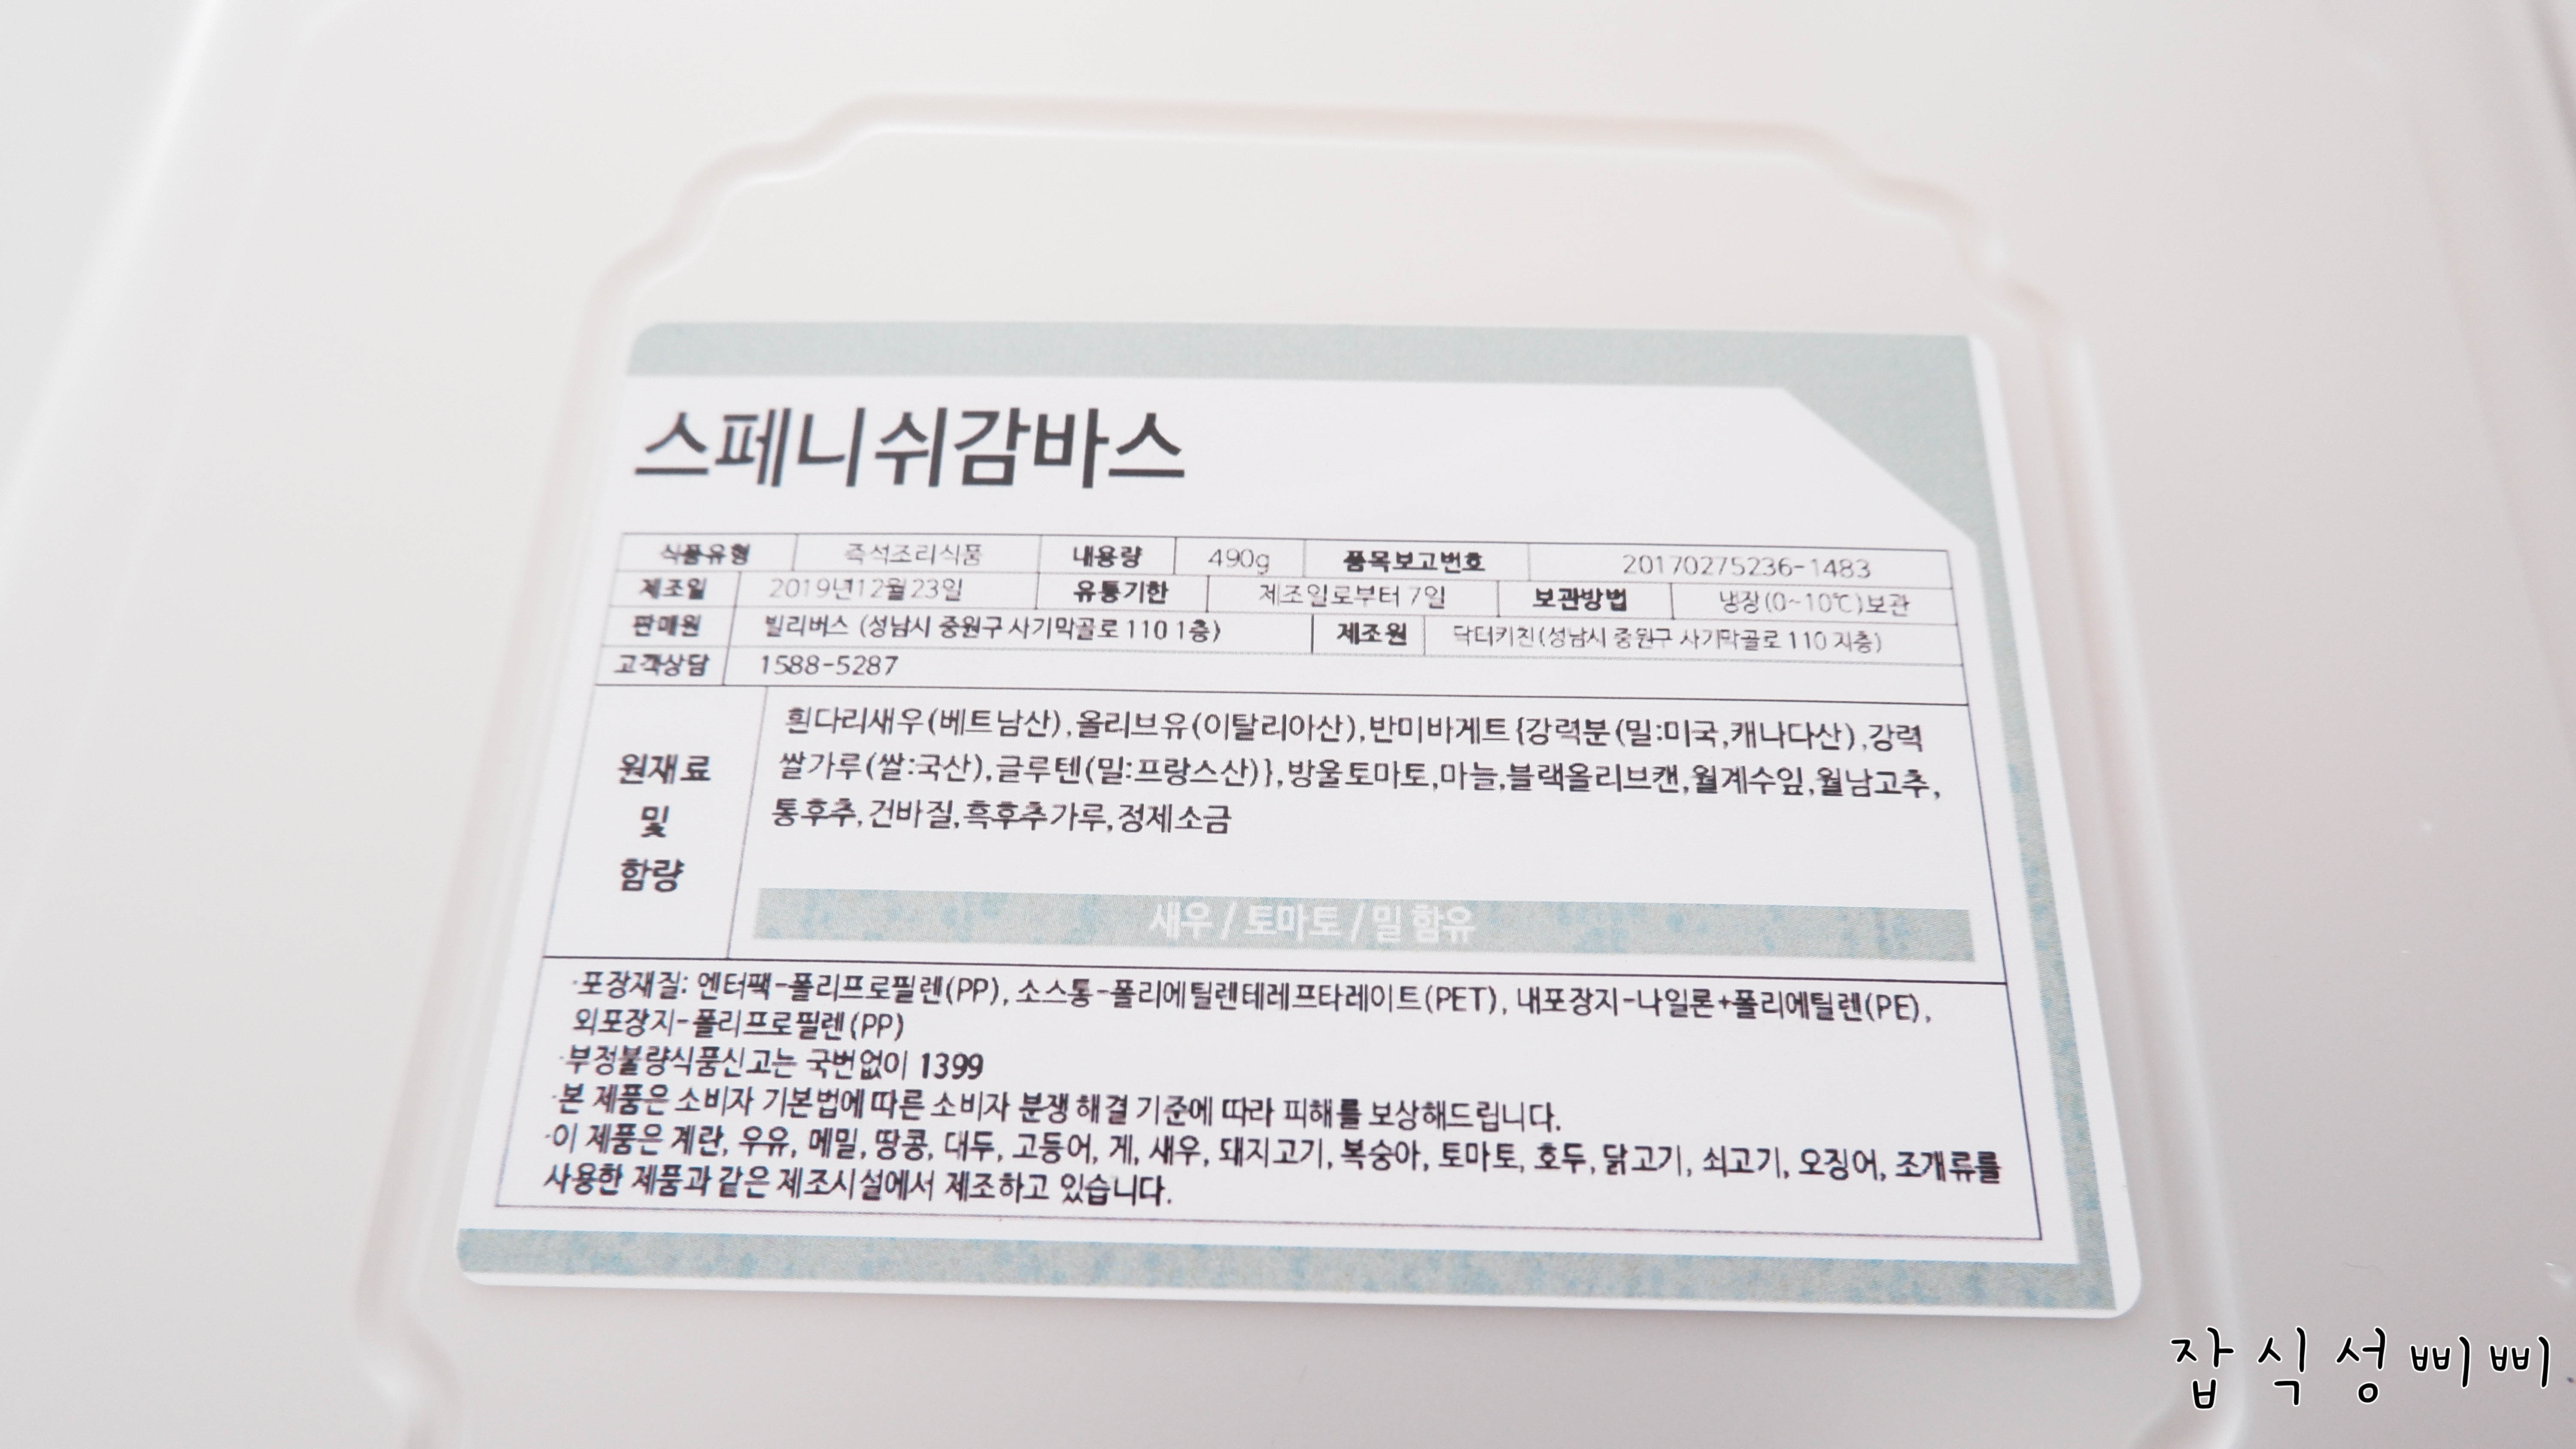 스페니쉬감바스
식품유형 즉석조리식품 내용량 490g 품목보고번호 20170275236-1483
제조일 2019년12월23일 유통기한 제조일로부터 7일 보관방법 냉장(0~10℃)보관
판매원 빌리버스 (성남시 중원구 사기막골로 110 1층) 제조원 닥터키친(성남시 중원구 사기막골로 110 지층)
고객상담 1588-5287
원재료
및
함량
흰다리새우(베트남산),올리브유(이탈리아산),반미바게트{강력분(밀:미국,캐나다산),강력
쌀가루(쌀:국산),글루텐(밀:프랑스산)},방울토마토,마늘,블랙올리브캔,월계수잎,월남고추,
통후추,건바질,흑후추가루,정제소금
새우 / 토마토 / 밀 함유
·포장재질: 엔터팩-폴리프로필렌(PP), 소스통-폴리에틸렌테레프타레이트(PET), 내포장지-나일론+폴리에틸렌(PE),
외포장지-폴리프로필렌(PP)
·부정불량식품신고는 국번없이 1399
·본 제품은 소비자 기본법에 따른 소비자 분쟁 해결 기준에 따라 피해를 보상해드립니다.
·이 제품은 계란, 우유, 메밀, 땅콩, 대두, 고등어, 게, 새우, 돼지고기, 복숭아, 토마토, 호두, 닭고기, 쇠고기, 오징어, 조개류를
사용한 제품과 같은 제조시설에서 제조하고 있습니다.
잡식성삐삐.